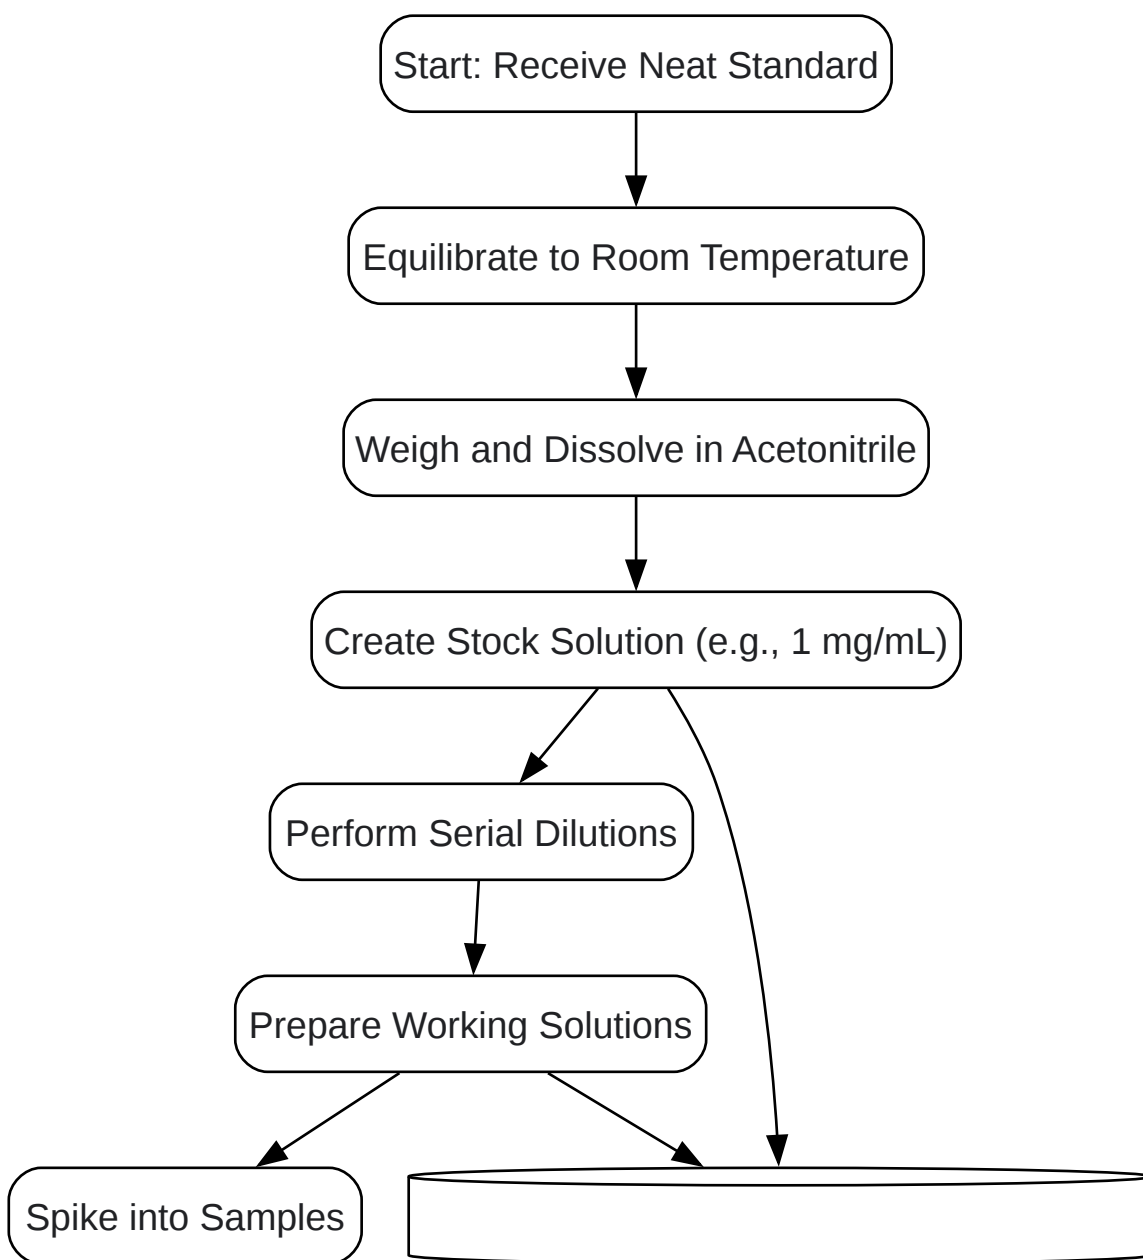 Start: Receive Neat Standard
Equilibrate to Room Temperature
Weigh and Dissolve in Acetonitrile
Create Stock Solution (e.g., 1 mg/mL)
Perform Serial Dilutions
Prepare Working Solutions
Spike into Samples